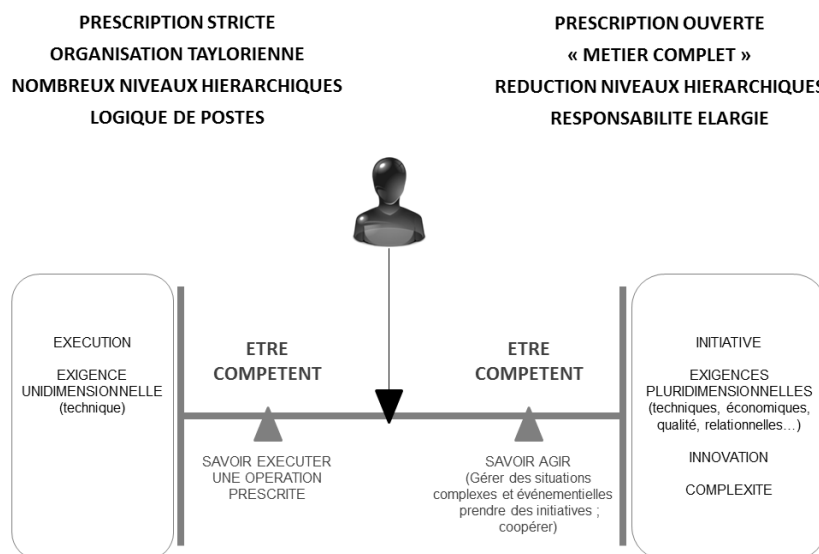 PRESCRIPTION STRICTE
ORGANISATION TAYLORIENNE
NOMBREUX NIVEAUX HIERARCHIQUES
LOGIQUE DE POSTES
PRESCRIPTION OUVERTE
« METIER COMPLET »
REDUCTION NIVEAUX HIERARCHIQUES
RESPONSABILITE ELARGIE
EXECUTION
EXIGENCE
UNIDIMENSIONNELLE
(technique)
ETRE
COMPETENT
SAVOIR EXECUTER
UNE OPERATION
PRESCRITE
ETRE
COMPETENT
SAVOIR AGIR
(Gérer des situations
complexes et événementielles
prendre des initiatives ;
coopérer)
INITIATIVE
EXIGENCES
PLURIDIMENSIONNELLES
(techniques, économiques,
qualité, relationnelles…)
INNOVATION
COMPLEXITE